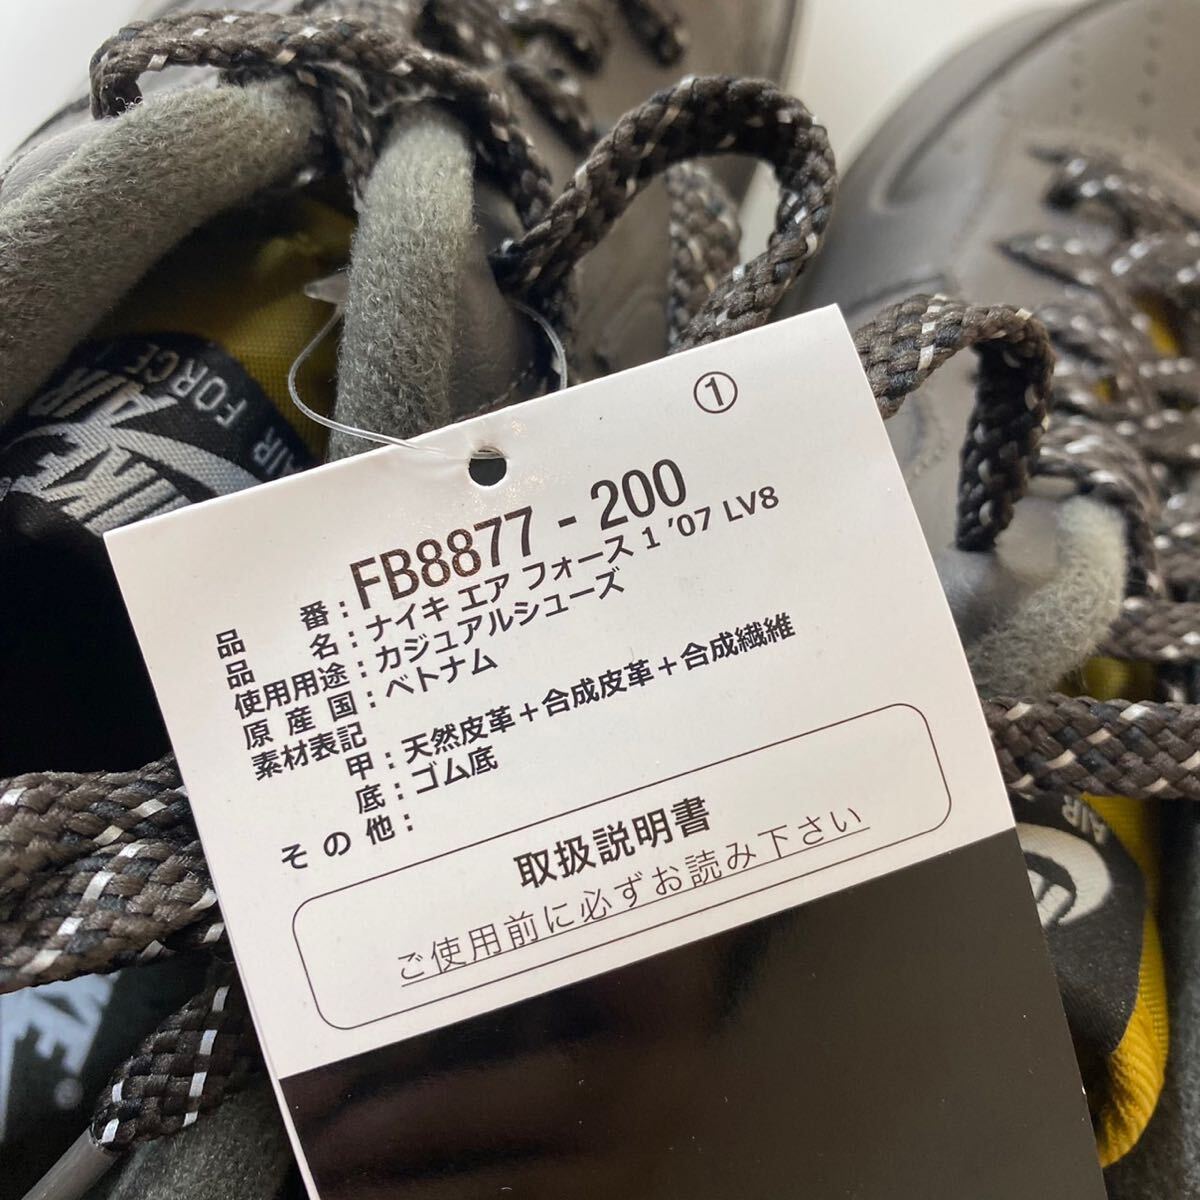 ①
品番：FB8877 - 200
品名：ナイキ エア フォース 1 '07 LV8
使用用途：カジュアルシューズ
原産国：ベトナム
素材表記
甲：天然皮革＋合成皮革＋合成繊維
底：ゴム底
その他：
取扱説明書
ご使用前に必ずお読み下さい
NIKE AIR
AIR FORCE
AIR